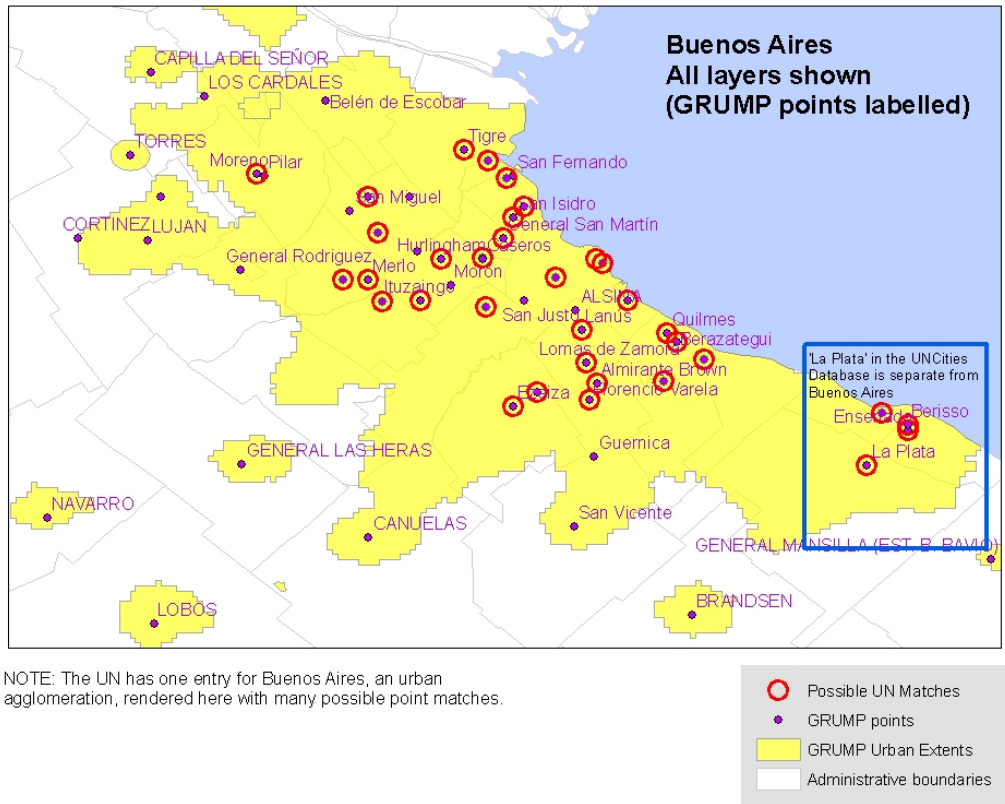 Buenos Aires
All layers shown
(GRUMP points labelled)
CAPILLA DEL SEÑOR
LOS CARDALES
Belén de Escobar
TORRES
Tigre
Moreno
Pilar
San Fernando
San Miguel
San Isidro
General San Martín
CORTINEZ
LUJAN
Hurlingham
Caseros
General Rodriguez
Merlo
Morón
Ituzaingo
ALSINA
San Justo
Lanús
Quilmes
Berazategui
Lomas de Zamora
Almirante Brown
Florencio Varela
Ezeiza
'La Plata' in the UNCities
Database is separate from
Buenos Aires
Ensenada
Berisso
La Plata
Guernica
GENERAL LAS HERAS
NAVARRO
CANUELAS
San Vicente
GENERAL MANSILLA (EST. B. BAVIO)
LOBOS
BRANDSEN
NOTE: The UN has one entry for Buenos Aires, an urban
agglomeration, rendered here with many possible point matches.
Possible UN Matches
GRUMP points
GRUMP Urban Extents
Administrative boundaries